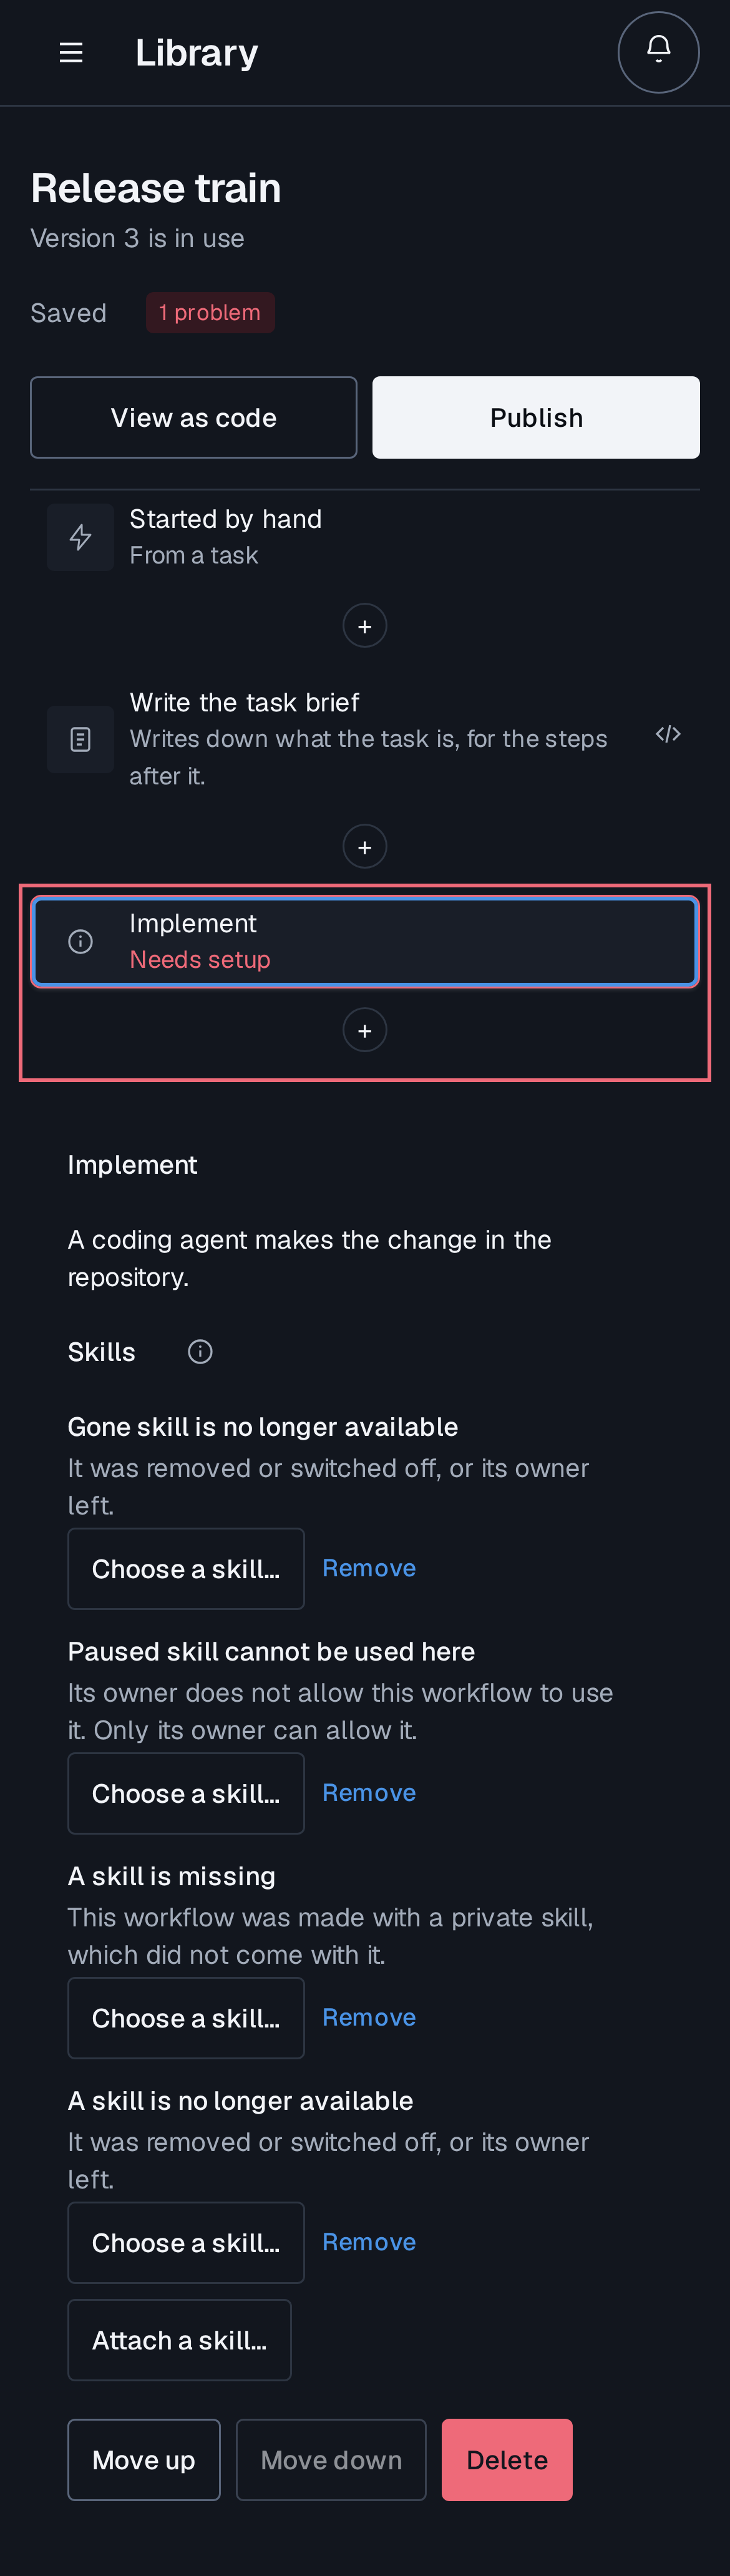 Library
Release train
Version 3 is in use
Saved
1 problem
View as code
Publish
Started by hand
From a task
+
Write the task brief
Writes down what the task is, for the steps
after it.
+
Implement
Needs setup
+
Implement
A coding agent makes the change in the
repository.
Skills
Gone skill is no longer available
It was removed or switched off, or its owner
left.
Choose a skill...
Remove
Paused skill cannot be used here
Its owner does not allow this workflow to use
it. Only its owner can allow it.
Choose a skill...
Remove
A skill is missing
This workflow was made with a private skill,
which did not come with it.
Choose a skill...
Remove
A skill is no longer available
It was removed or switched off, or its owner
left.
Choose a skill...
Remove
Attach a skill...
Move up
Move down
Delete